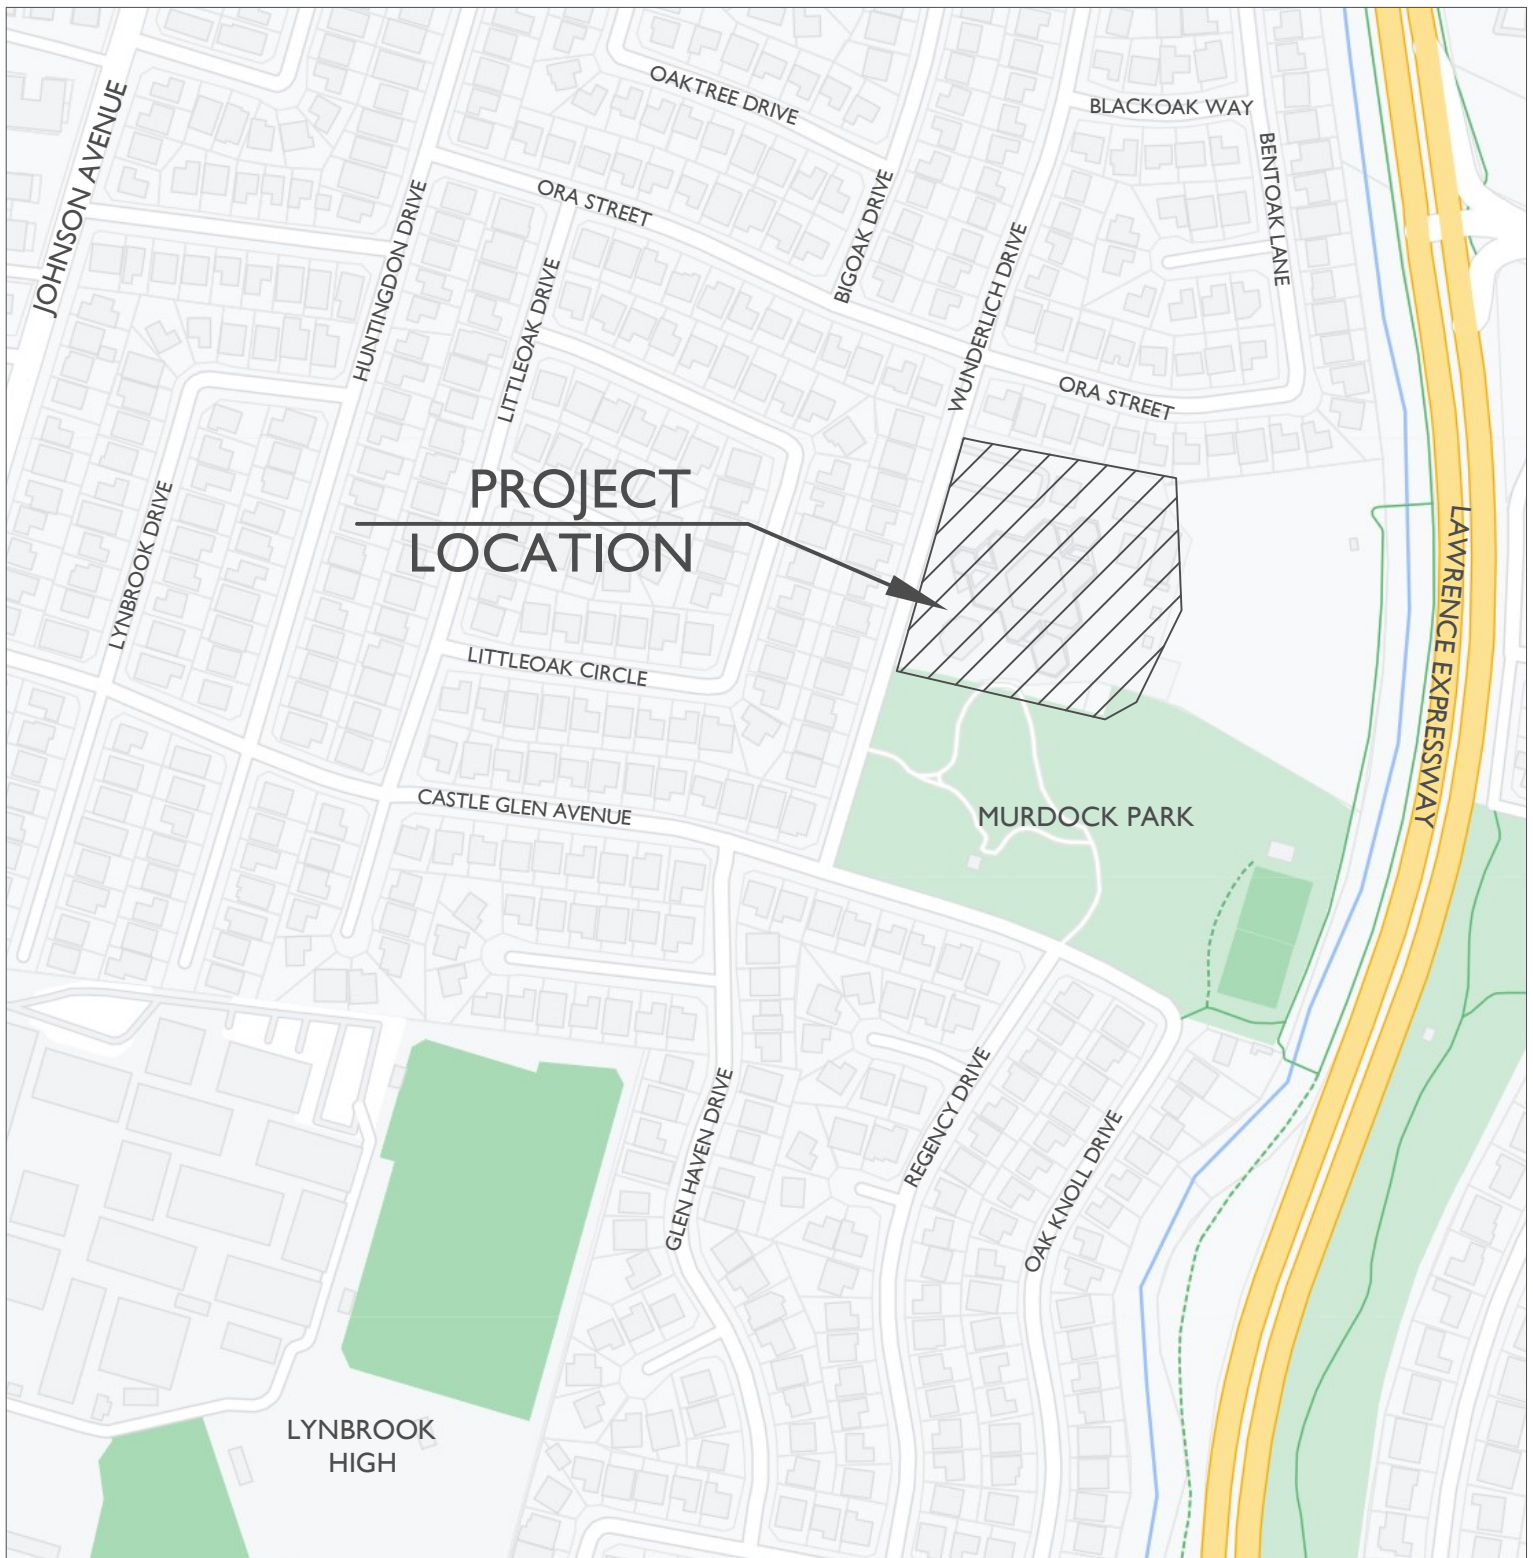 OAKTREE DRIVE
BLACKOAK WAY
JOHNSON AVENUE
BENTOAK LANE
ORA STREET
BIGOAK DRIVE
HUNTINGDON DRIVE
WUNDERLICH DRIVE
LITTLEOAK DRIVE
ORA STREET
PROJECT
LOCATION
LYNBROOK DRIVE
LAWRENCE EXPRESSWAY
LITTLEOAK CIRCLE
CASTLE GLEN AVENUE
MURDOCK PARK
GLEN HAVEN DRIVE
REGENCY DRIVE
OAK KNOLL DRIVE
LYNBROOK
HIGH